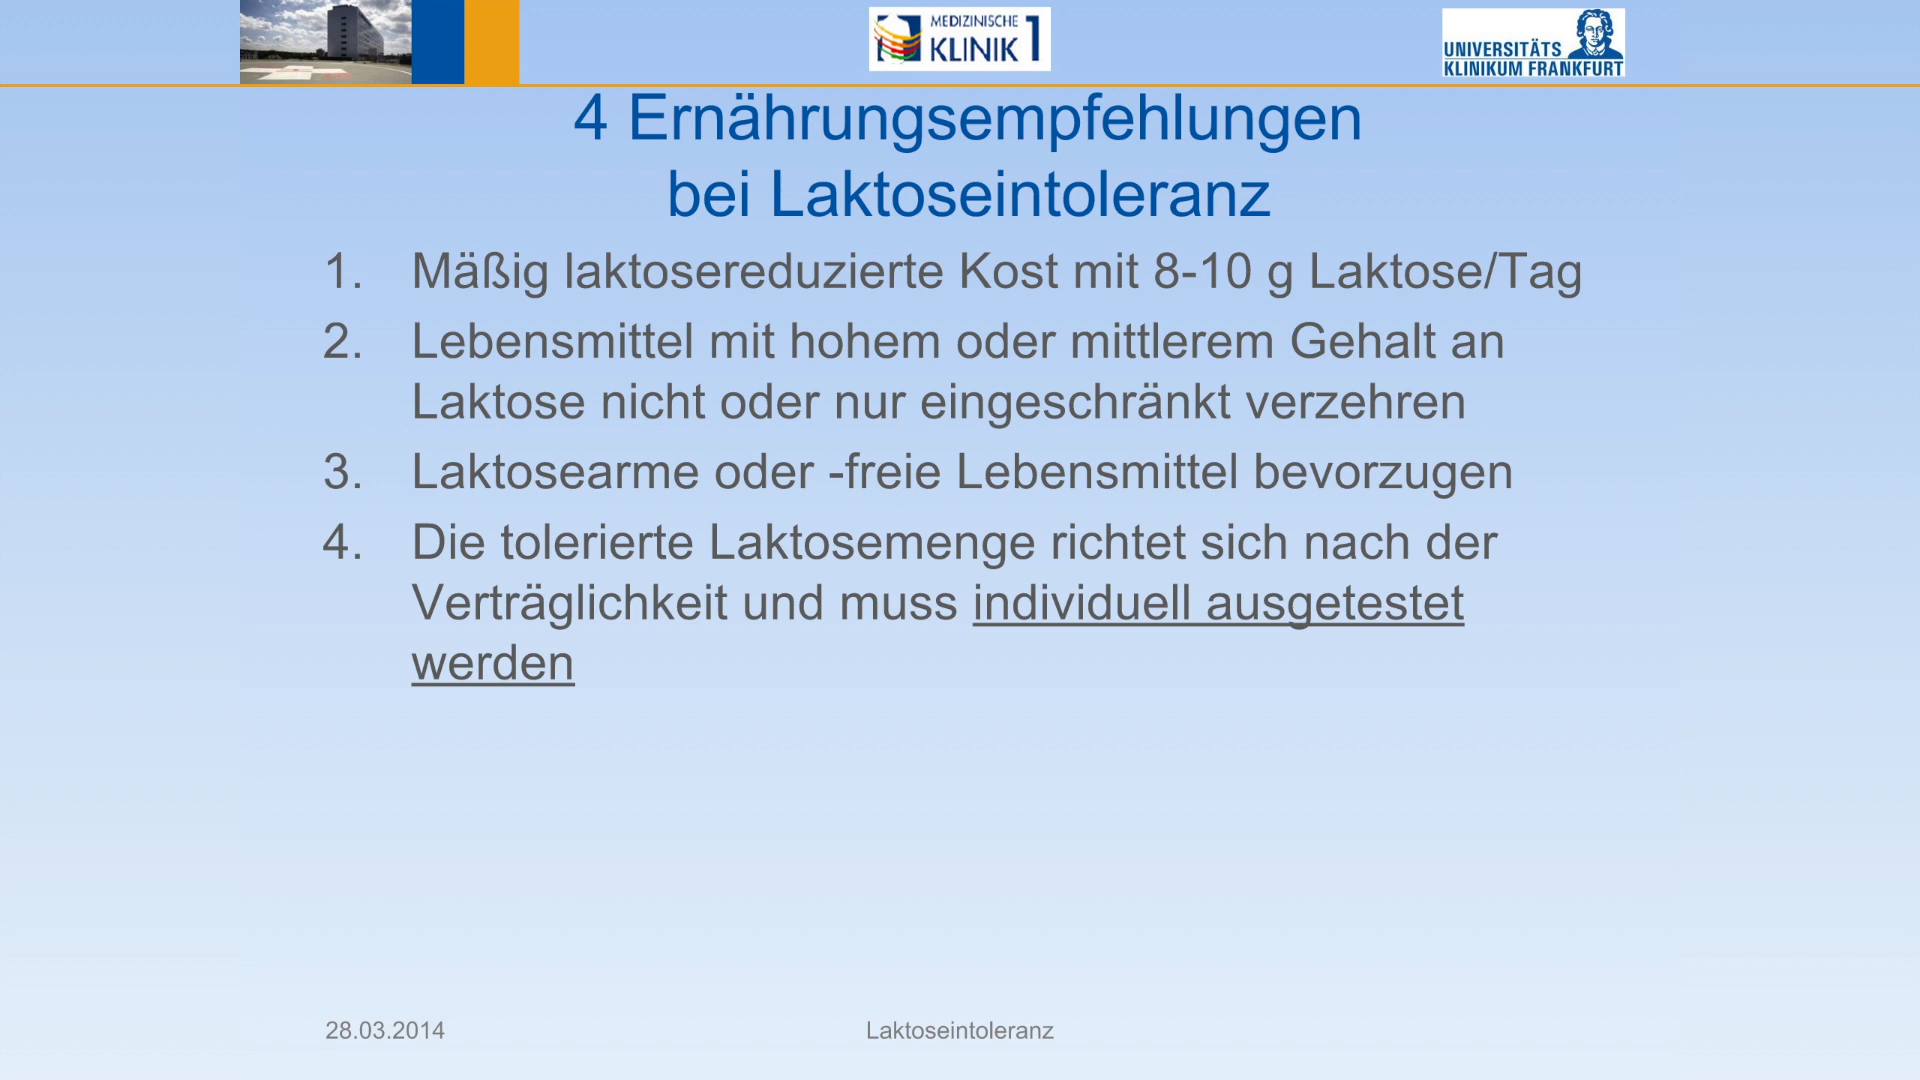 MEDIZINISCHE
KLINIK 1
UNIVERSITÄTS
KLINIKUM FRANKFURT
4 Ernährungsempfehlungen
bei Laktoseintoleranz
1. Mäßig laktosereduzierte Kost mit 8-10 g Laktose/Tag
2. Lebensmittel mit hohem oder mittlerem Gehalt an
Laktose nicht oder nur eingeschränkt verzehren
3. Laktosearme oder -freie Lebensmittel bevorzugen
4. Die tolerierte Laktosemenge richtet sich nach der
Verträglichkeit und muss individuell ausgetestet
werden
28.03.2014
Laktoseintoleranz